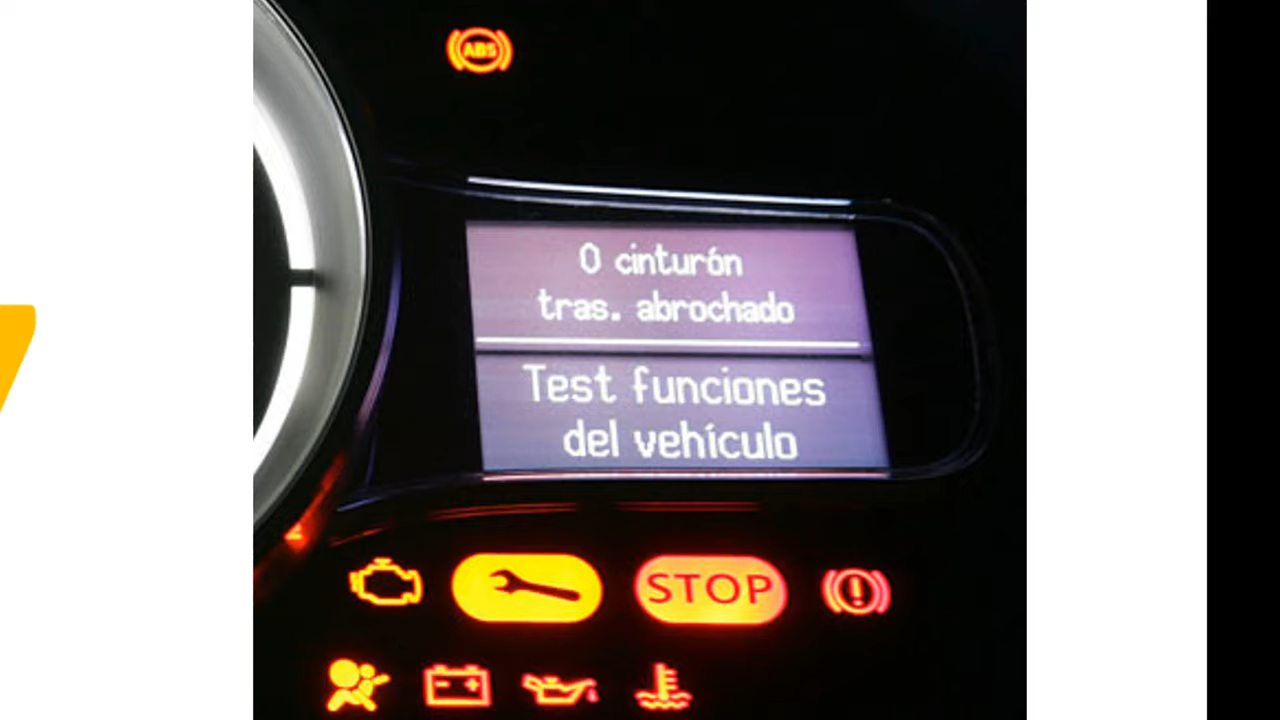 ABS
0 cinturón
tras. abrochado
Test funciones
del vehículo
STOP